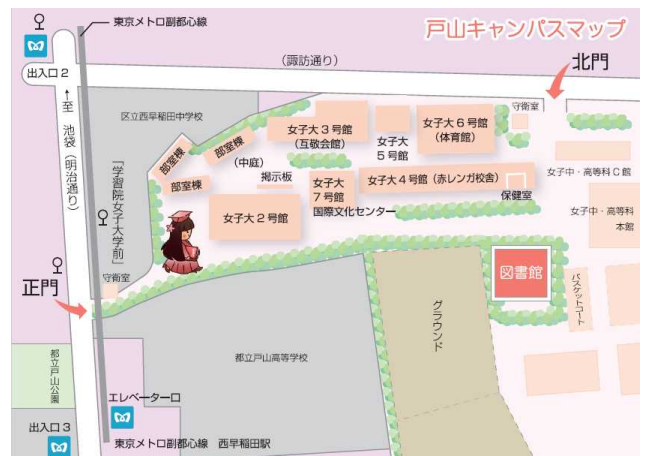 東京メトロ副都心線
戸山キャンパスマップ
(諏訪通り)
北門
出入口2
←至 池袋(明治通り)
区立西早稲田中学校
女子大3号館
(互敬会館)
女子大
5号館
女子大6号館
(体育館)
守衛室
部室棟
部室棟
(中庭)
部室棟
掲示板
女子大
7号館
国際文化センター
女子大4号館(赤レンガ校舎)
保健室
女子中・高等科C館
女子中・高等科
本館
「学習院女子大学前」
女子大2号館
守衛室
正門
図書館
バスケットコート
グラウンド
都立戸山高等学校
都立戸山公園
エレベーター口
出入口3
東京メトロ副都心線 西早稲田駅